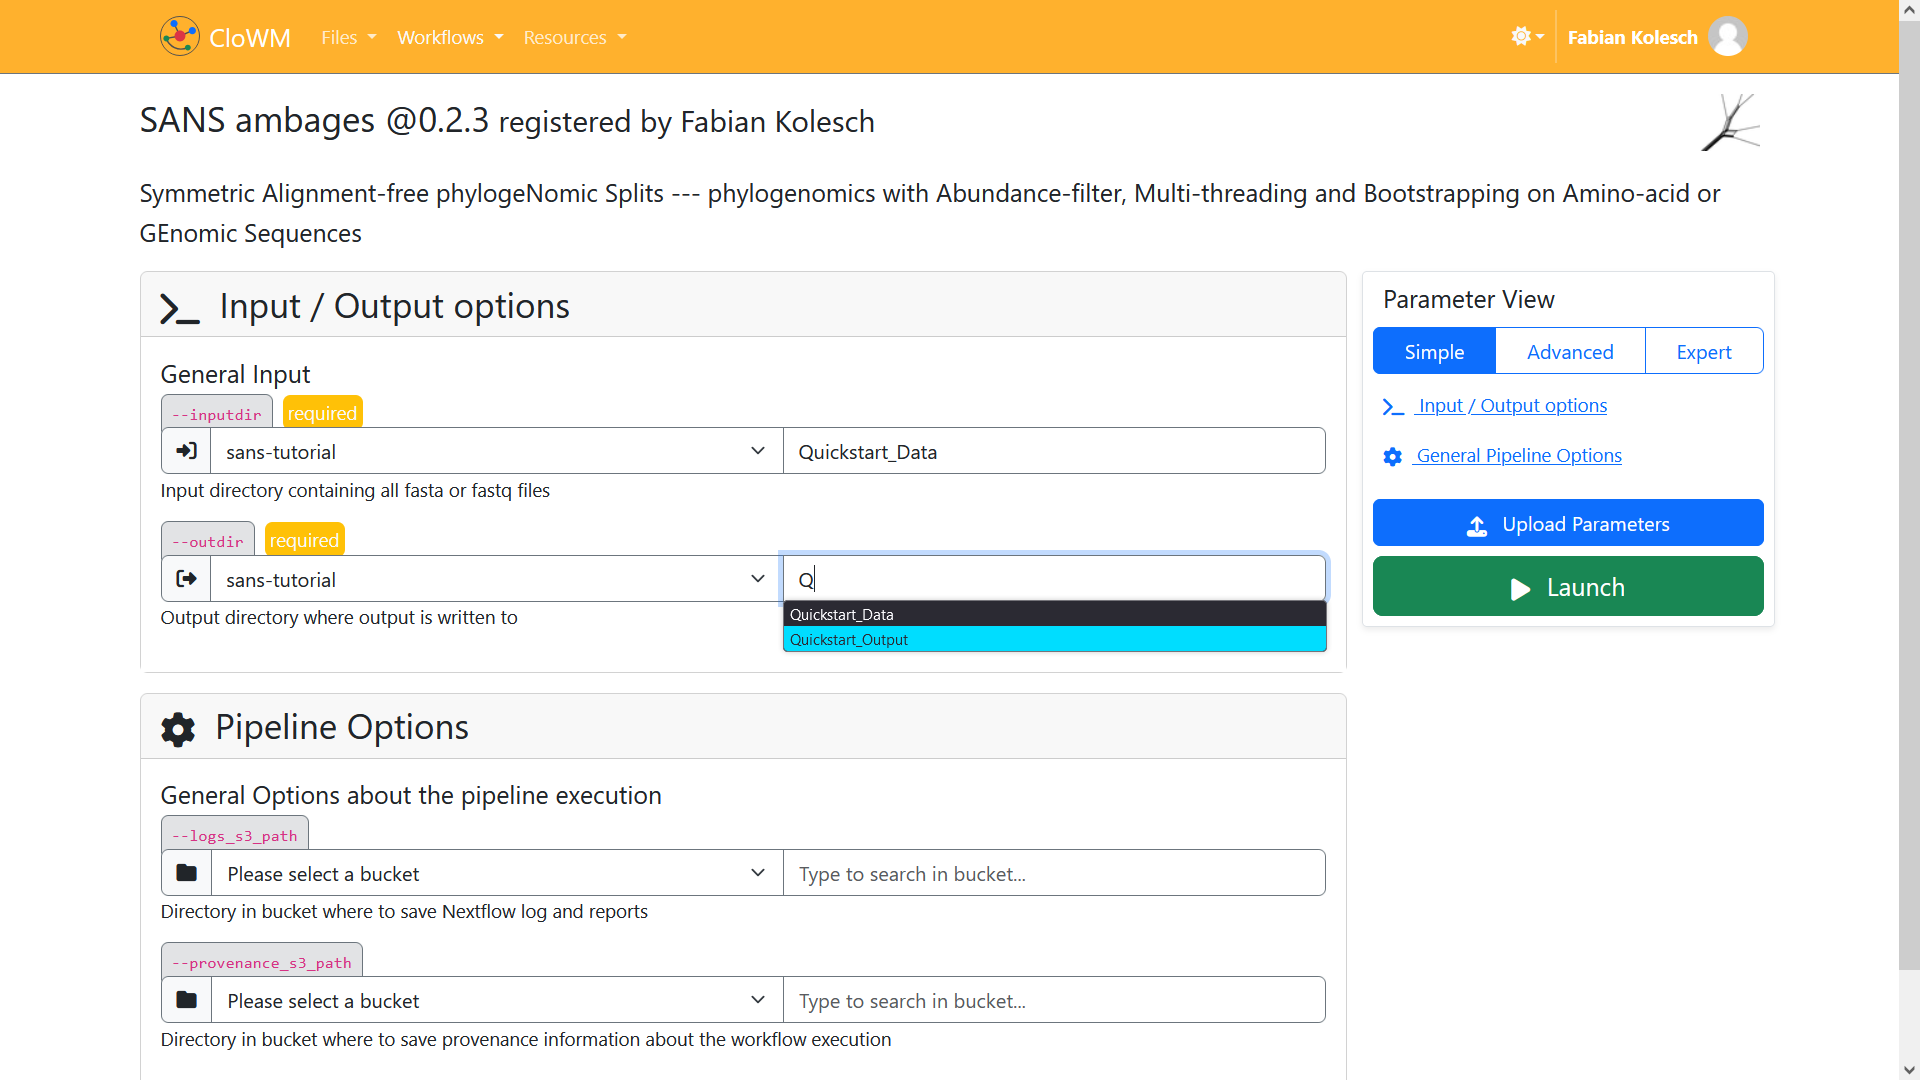 CloWM Files Workflows Resources Fabian Kolesch
SANS ambages @0.2.3 registered by Fabian Kolesch
Symmetric Alignment-free phylogeNomic Splits --- phylogenomics with Abundance-filter, Multi-threading and Bootstrapping on Amino-acid or
GEnomic Sequences
Input / Output options
General Input
--inputdir required
sans-tutorial Quickstart_Data
Input directory containing all fasta or fastq files
--outdir required
sans-tutorial Q
Output directory where output is written to
Quickstart_Data
Quickstart_Output
Pipeline Options
General Options about the pipeline execution
--logs_s3_path
Please select a bucket Type to search in bucket...
Directory in bucket where to save Nextflow log and reports
--provenance_s3_path
Please select a bucket Type to search in bucket...
Directory in bucket where to save provenance information about the workflow execution
Parameter View
Simple Advanced Expert
Input / Output options
General Pipeline Options
Upload Parameters
Launch